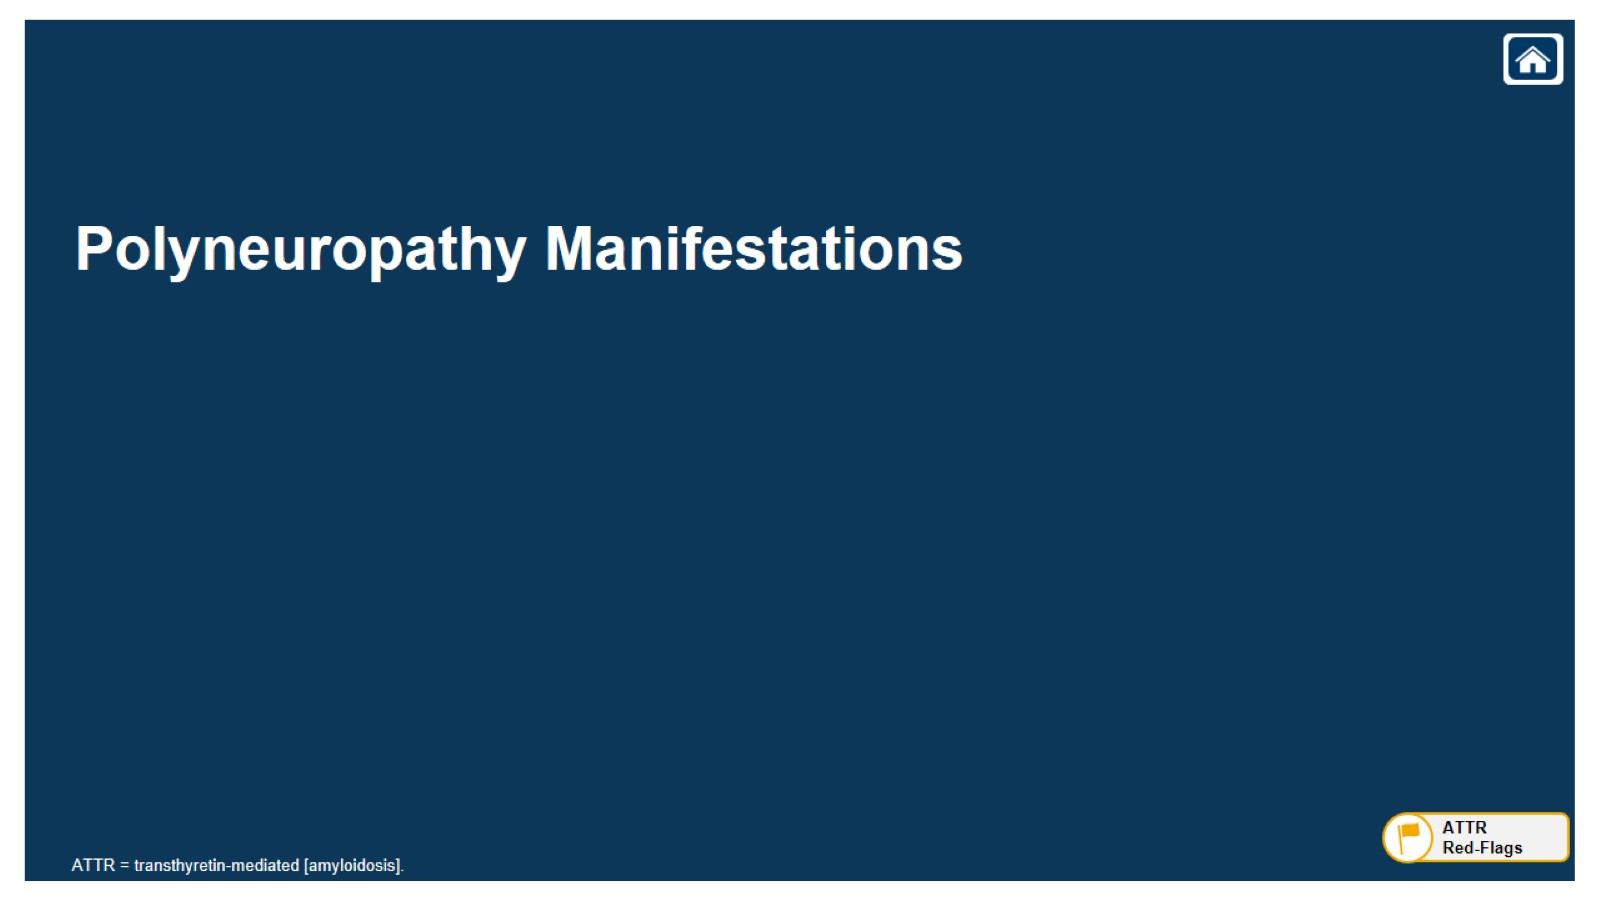 Polyneuropathy Manifestations
ATTR
Red-Flags
ATTR = transthyretin-mediated [amyloidosis].